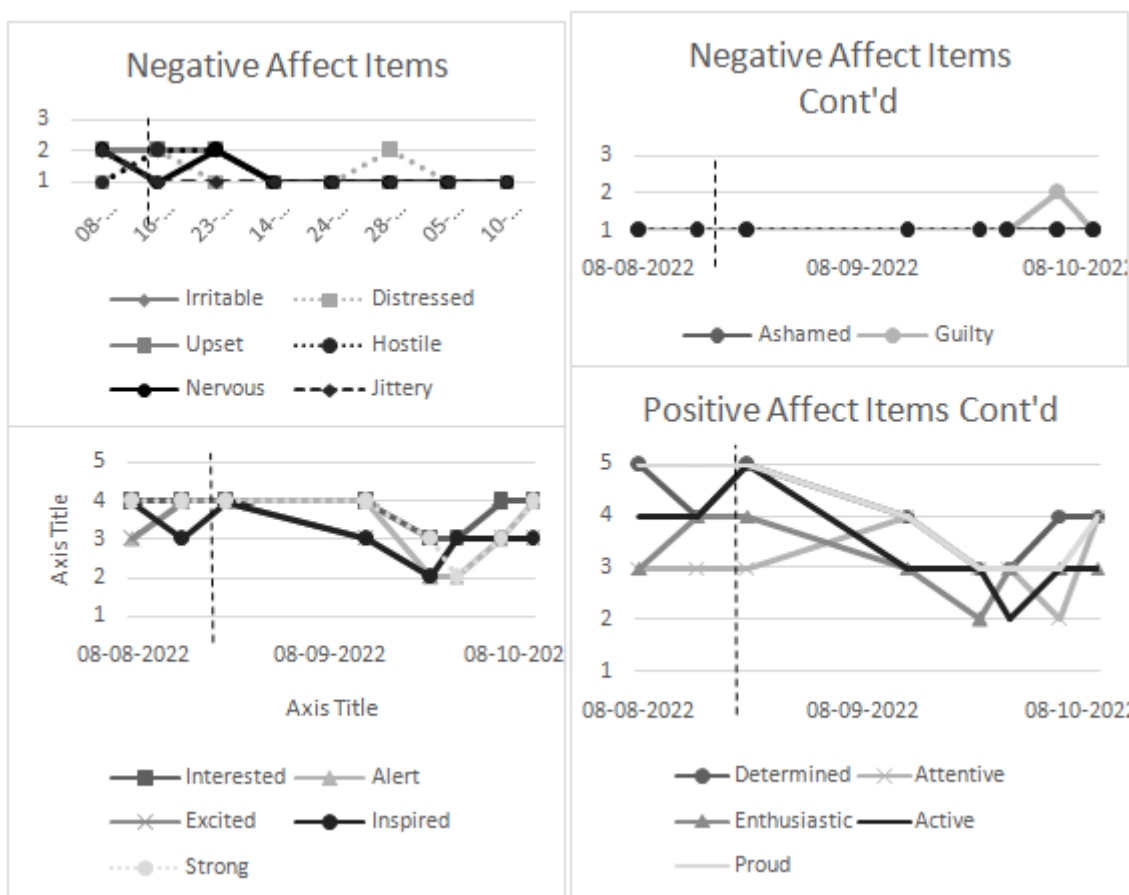 Negative Affect Items
3
2
1
08-...
16-...
23-...
14-...
24-...
28-...
05-...
10-...
Irritable Distressed
Upset Hostile
Nervous Jittery
Negative Affect Items
Cont'd
3
2
1
08-08-2022 08-09-2022 08-10-202
Ashamed Guilty
5
4
3
2
1
Axis Title
08-08-2022 08-09-2022 08-10-202
Axis Title
Interested Alert
Excited Inspired
Strong
Positive Affect Items Cont'd
5
4
3
2
1
08-08-2022 08-09-2022 08-10-2022
Determined Attentive
Enthusiastic Active
Proud